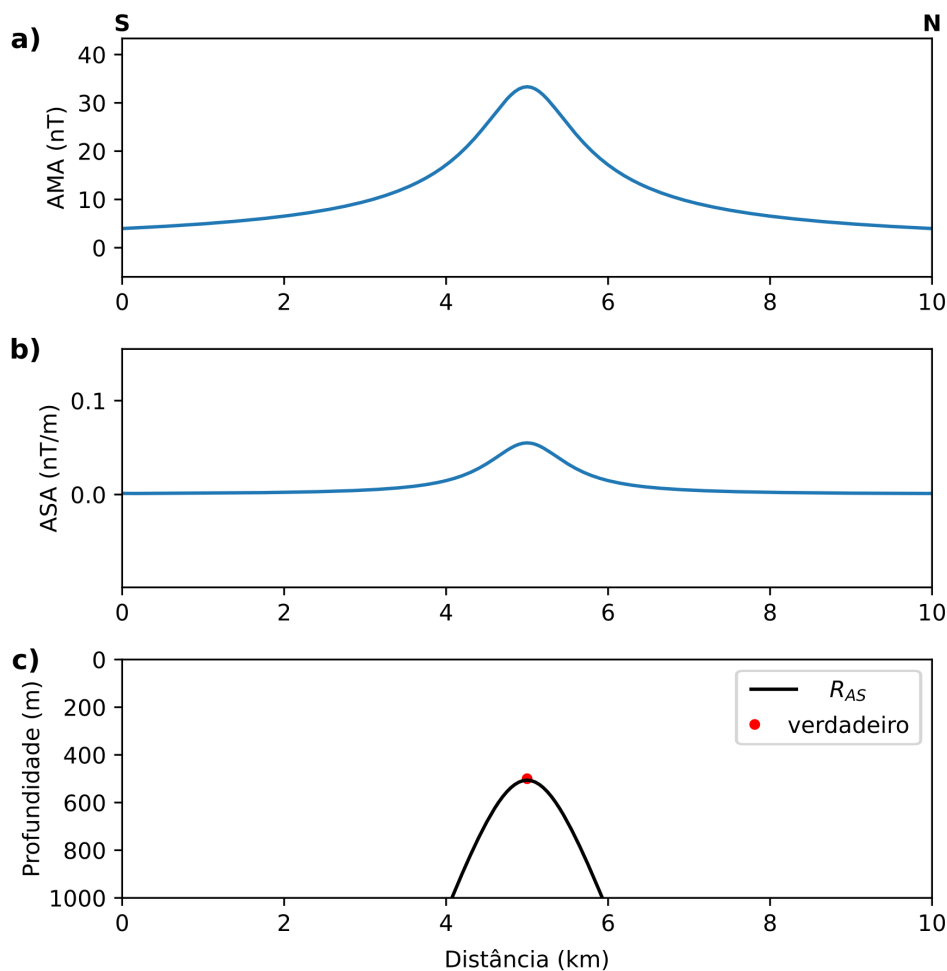 S N
a)
40
30
20
10
0
AMA (nT)
0 2 4 6 8 10
b)
0.1
0.0
ASA (nT/m)
0 2 4 6 8 10
c)
0
200
400
600
800
1000
Profundidade (m)
R_AS
verdadeiro
0 2 4 6 8 10
Distância (km)